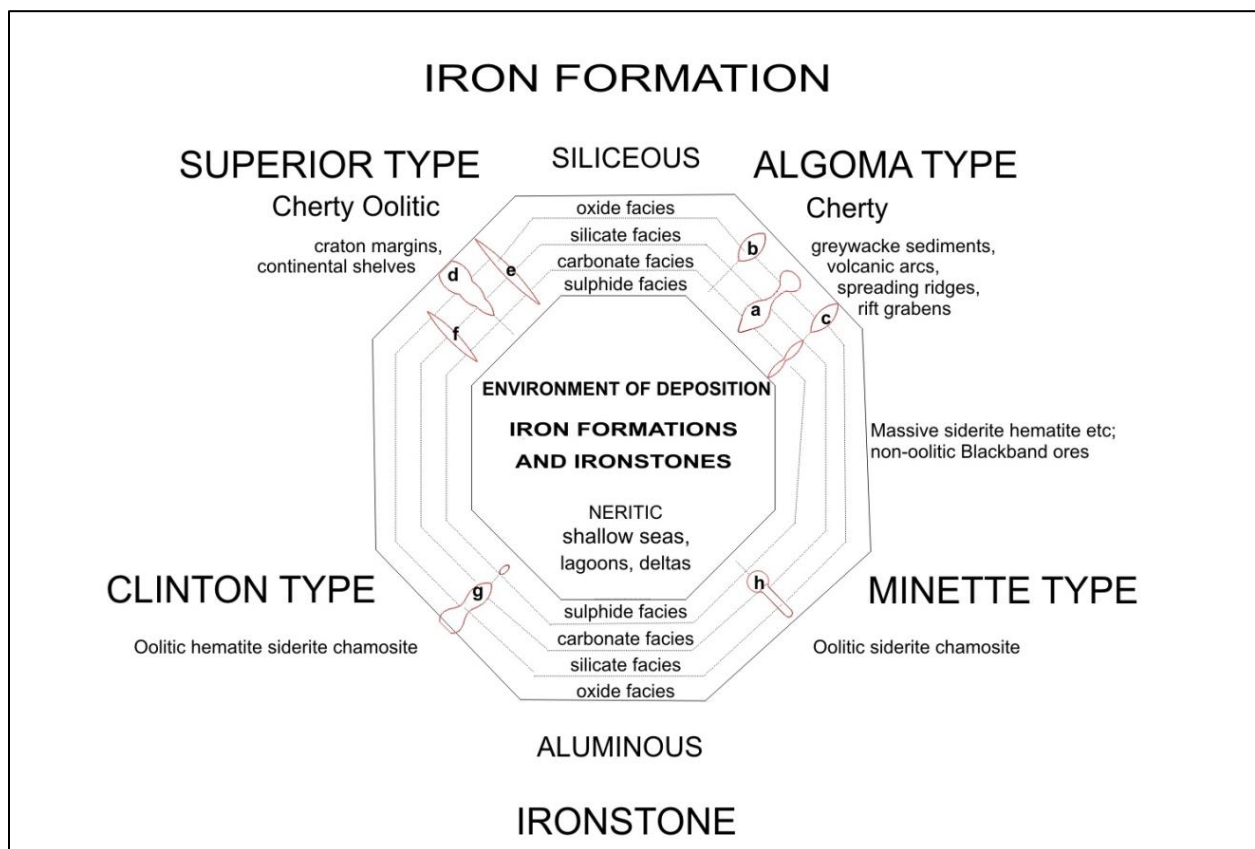 IRON FORMATION
SILICEOUS
SUPERIOR TYPE
Cherty Oolitic
craton margins,
continental shelves
ALGOMA TYPE
Cherty
greywacke sediments,
volcanic arcs,
spreading ridges,
rift grabens
oxide facies
silicate facies
carbonate facies
sulphide facies
b
d
e
a
c
f
ENVIRONMENT OF DEPOSITION
IRON FORMATIONS
AND IRONSTONES
Massive siderite hematite etc;
non-oolitic Blackband ores
NERITIC
shallow seas,
lagoons, deltas
CLINTON TYPE
Oolitic hematite siderite chamosite
g
h
MINETTE TYPE
Oolitic siderite chamosite
sulphide facies
carbonate facies
silicate facies
oxide facies
ALUMINOUS
IRONSTONE